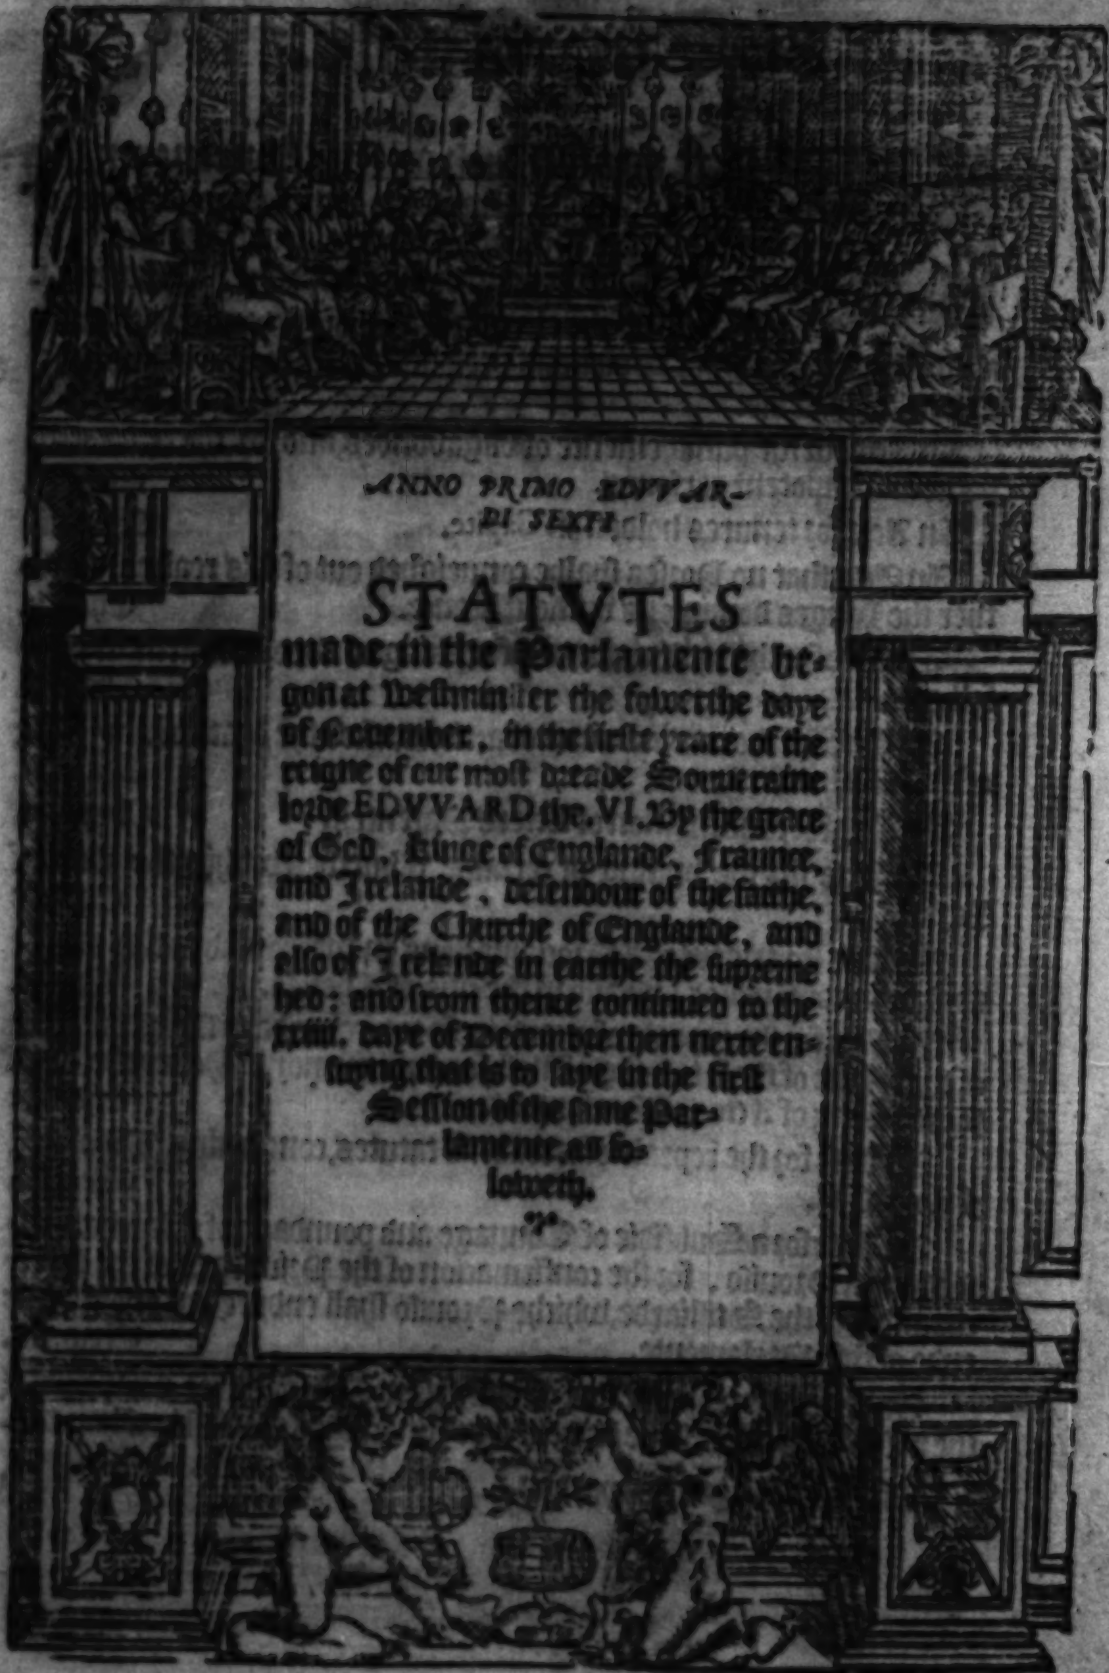 ANNO PRIMO EDVVAR-
DI SEXTI
STATVTES
made in the Parlamente be-
gon at Westminster the fowerthe daye
of Nouember, in the firste yeare of the
reigne of our most dreade Soueraine
lorde EDVVARD the .VI. By the grace
of God, kinge of Englande, Fraunce,
and Irelande, defendour of the faithe,
and of the Churche of Englande, and
also of Irelande in earthe the supreme
hed: and from thence continued to the
xxiiii. daye of Decembre then nexte en-
suyng, that is to saye in the first
Session of the same Par-
lamente, as fo-
loweth.